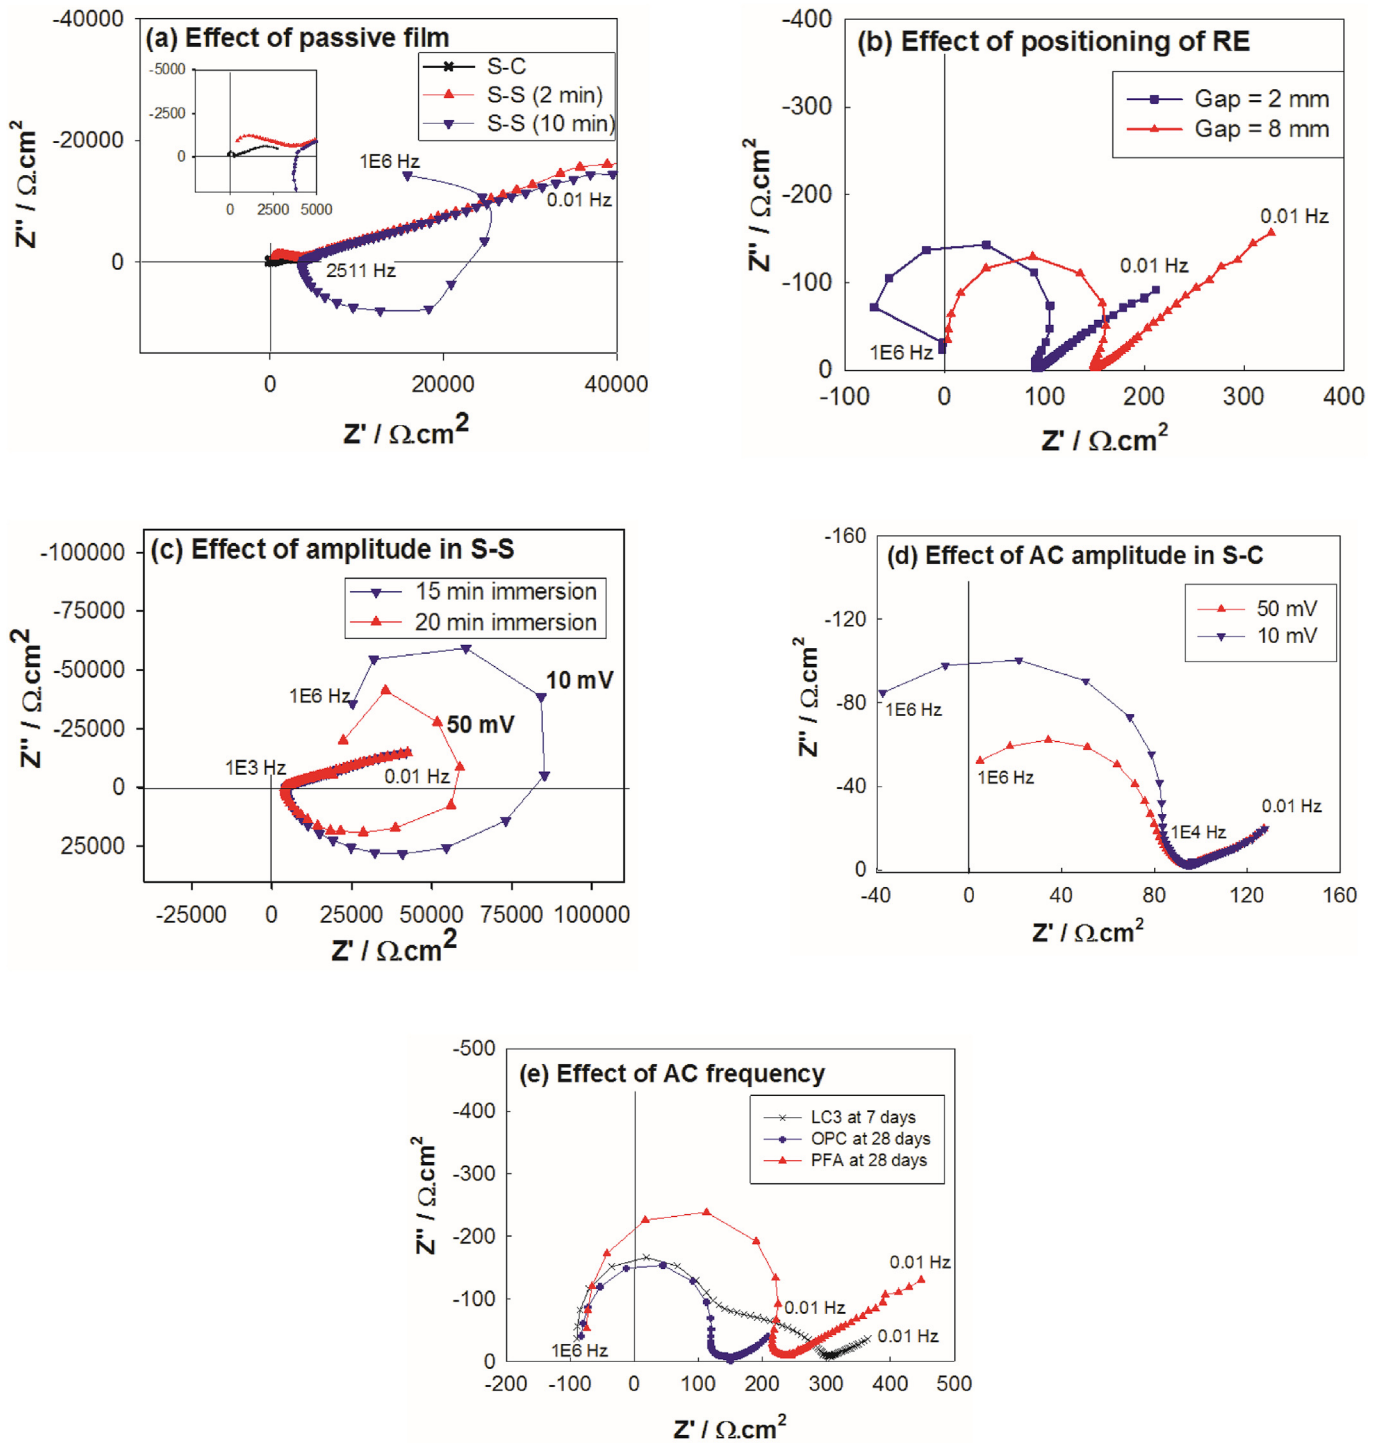 (a) Effect of passive film
S-C
S-S (2 min)
S-S (10 min)
-40000
-20000
0
Z'' / Ω.cm2
-5000
-2500
0
0 2500 5000
1E6 Hz
0.01 Hz
2511 Hz
0 20000 40000
Z' / Ω.cm2
(b) Effect of positioning of RE
Gap = 2 mm
Gap = 8 mm
-400
-300
-200
-100
0
Z'' / Ω.cm2
0.01 Hz
0.01 Hz
1E6 Hz
-100 0 100 200 300 400
Z' / Ω.cm2
(c) Effect of amplitude in S-S
15 min immersion
20 min immersion
-100000
-75000
-50000
-25000
0
25000
Z'' / Ω.cm2
1E6 Hz
10 mV
50 mV
1E3 Hz
0.01 Hz
-25000 0 25000 50000 75000 100000
Z' / Ω.cm2
(d) Effect of AC amplitude in S-C
50 mV
10 mV
-160
-120
-80
-40
0
Z'' / Ω.cm2
1E6 Hz
1E6 Hz
1E4 Hz
0.01 Hz
-40 0 40 80 120 160
Z' / Ω.cm2
(e) Effect of AC frequency
LC3 at 7 days
OPC at 28 days
PFA at 28 days
-500
-400
-300
-200
-100
0
Z'' / Ω.cm2
0.01 Hz
0.01 Hz
0.01 Hz
1E6 Hz
-200 -100 0 100 200 300 400 500
Z' / Ω.cm2